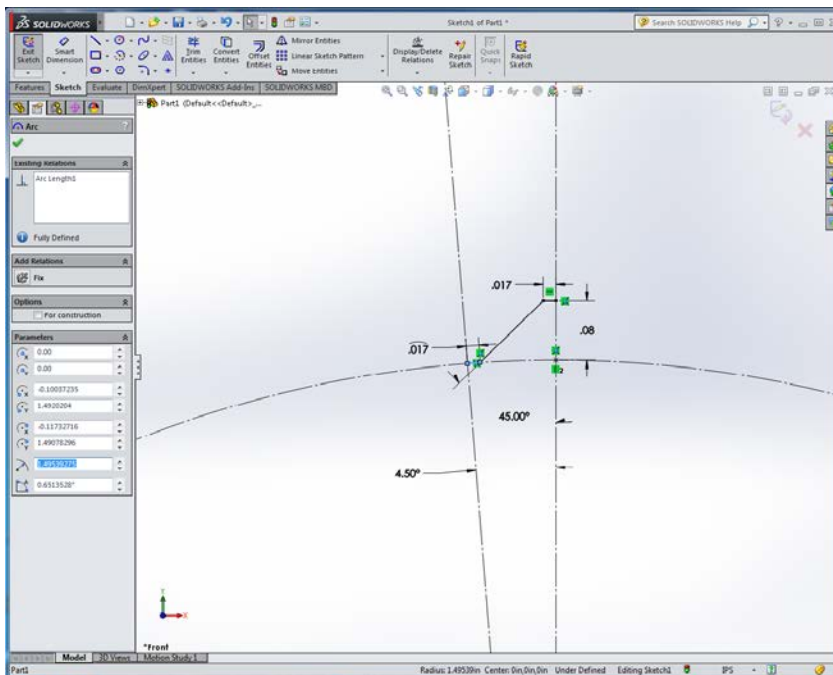 SOLIDWORKS
Sketch1 of Part1 *
Search SOLIDWORKS Help
Exit Sketch
Smart Dimension
Trim Entities
Convert Entities
Offset Entities
Mirror Entities
Linear Sketch Pattern
Move Entities
Display/Delete Relations
Repair Sketch
Quick Snaps
Rapid Sketch
Features
Sketch
Evaluate
DimXpert
SOLIDWORKS Add-Ins
SOLIDWORKS MBD
Part1 (Default<<Default>_...
Arc
?
Existing Relations
Arc Length1
Fully Defined
Add Relations
Fix
Options
For construction
Parameters
0.00
0.00
-0.10087235
1.4920204
-0.11732716
1.49078296
1.49539275
0.6513528°
.017
.08
.017
45.00°
4.50°
2
Y
X
*Front
Model
3D Views
Motion Study 1
Part1
Radius: 1.49539in Center: 0in,0in,0in
Under Defined
Editing Sketch1
IPS